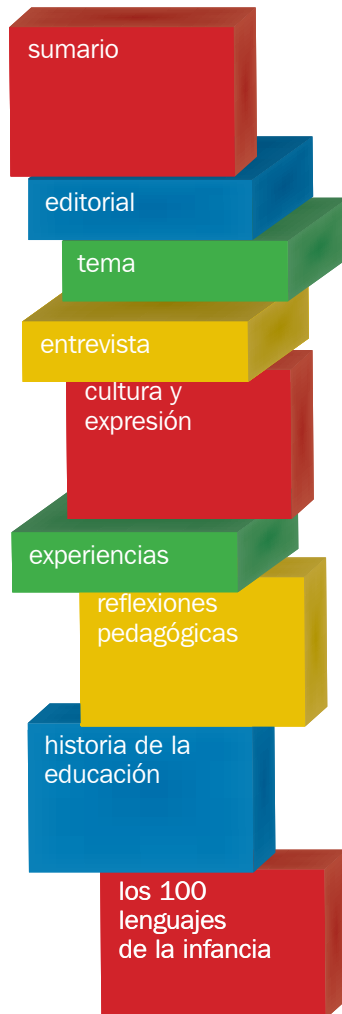 sumario
editorial
tema
entrevista
cultura y
expresión
experiencias
reflexiones
pedagógicas
historia de la
educación
los 100
lenguajes
de la infancia